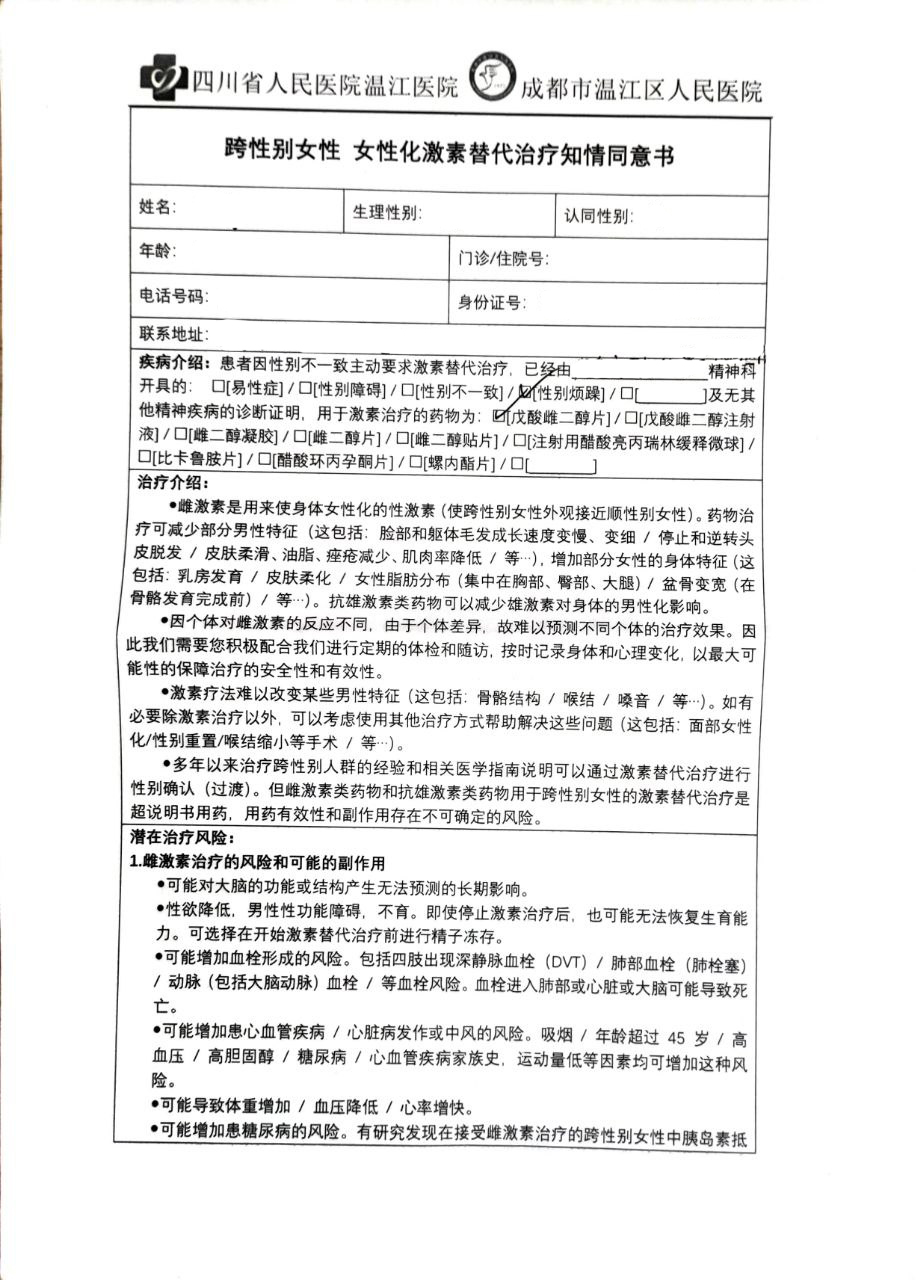 四川省人民医院温江医院 成都市温江区人民医院
跨性别女性 女性化激素替代治疗知情同意书
姓名： 生理性别： 认同性别：
年龄： 门诊/住院号：
电话号码： 身份证号：
联系地址：
疾病介绍：患者因性别不一致主动要求激素替代治疗，已经由____________精神科
开具的： □[易性症] / □[性别障碍] / □[性别不一致] / ☑[性别烦躁] / □[________]及无其
他精神疾病的诊断证明，用于激素治疗的药物为：☑[戊酸雌二醇片] / □[戊酸雌二醇注射
液] / □[雌二醇凝胶] / □[雌二醇片] / □[雌二醇贴片] / □[注射用醋酸亮丙瑞林缓释微球] /
□[比卡鲁胺片] / □[醋酸环丙孕酮片] / □[螺内酯片] / □[________]
治疗介绍：
●雌激素是用来使身体女性化的性激素（使跨性别女性外观接近顺性别女性）。药物治
疗可减少部分男性特征（这包括：脸部和躯体毛发成长速度变慢、变细 / 停止和逆转头
皮脱发 / 皮肤柔滑、油脂、痤疮减少、肌肉率降低 / 等…），增加部分女性的身体特征（这
包括：乳房发育 / 皮肤柔化 / 女性脂肪分布（集中在胸部、臀部、大腿）/ 盆骨变宽（在
骨骼发育完成前）/ 等…）。抗雄激素类药物可以减少雄激素对身体的男性化影响。
●因个体对雌激素的反应不同，由于个体差异，故难以预测不同个体的治疗效果。因
此我们需要您积极配合我们进行定期的体检和随访，按时记录身体和心理变化，以最大可
能性的保障治疗的安全性和有效性。
●激素疗法难以改变某些男性特征（这包括：骨骼结构 / 喉结 / 嗓音 / 等…）。如有
必要除激素治疗以外，可以考虑使用其他治疗方式帮助解决这些问题（这包括：面部女性
化/性别重置/喉结缩小等手术 / 等…）。
●多年以来治疗跨性别人群的经验和相关医学指南说明可以通过激素替代治疗进行
性别确认（过渡）。但雌激素类药物和抗雄激素类药物用于跨性别女性的激素替代治疗是
超说明书用药，用药有效性和副作用存在不可确定的风险。
潜在治疗风险：
1.雌激素治疗的风险和可能的副作用
●可能对大脑的功能或结构产生无法预测的长期影响。
●性欲降低，男性性功能障碍，不育。即使停止激素治疗后，也可能无法恢复生育能
力。可选择在开始激素替代治疗前进行精子冻存。
●可能增加血栓形成的风险。包括四肢出现深静脉血栓（DVT）/ 肺部血栓（肺栓塞）
/ 动脉（包括大脑动脉）血栓 / 等血栓风险。血栓进入肺部或心脏或大脑可能导致死
亡。
●可能增加患心血管疾病 / 心脏病发作或中风的风险。吸烟 / 年龄超过 45 岁 / 高
血压 / 高胆固醇 / 糖尿病 / 心血管疾病家族史，运动量低等因素均可增加这种风
险。
●可能导致体重增加 / 血压降低 / 心率增快。
●可能增加患糖尿病的风险。有研究发现在接受雌激素治疗的跨性别女性中胰岛素抵